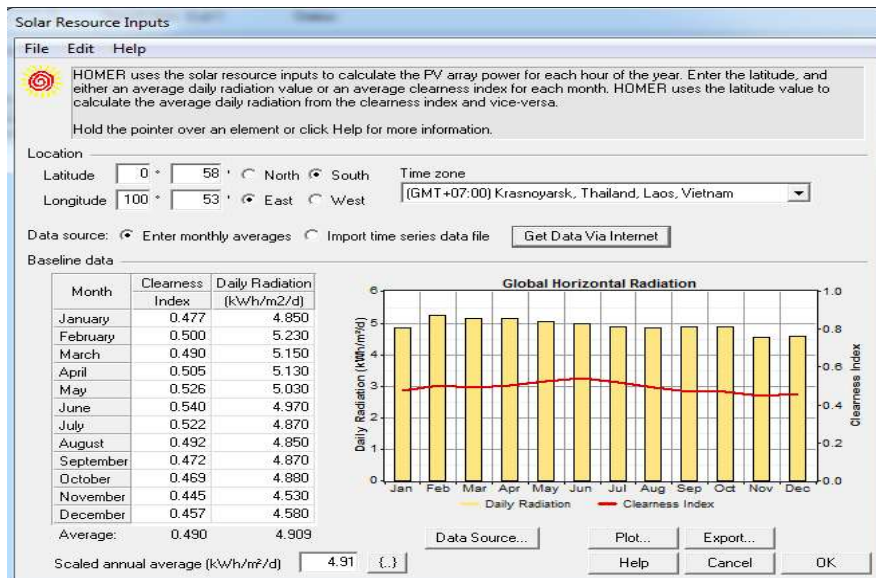 Solar Resource Inputs
File Edit Help
HOMER uses the solar resource inputs to calculate the PV array power for each hour of the year. Enter the latitude, and
either an average daily radiation value or an average clearness index for each month. HOMER uses the latitude value to
calculate the average daily radiation from the clearness index and vice-versa.
Hold the pointer over an element or click Help for more information.
Location
Latitude 0 ° 58 ' North South Time zone
Longitude 100 ° 53 ' East West (GMT+07:00) Krasnoyarsk, Thailand, Laos, Vietnam
Data source: Enter monthly averages Import time series data file Get Data Via Internet
Baseline data
Month Clearness Index Daily Radiation (kWh/m2/d)
January 0.477 4.850
February 0.500 5.230
March 0.490 5.150
April 0.505 5.130
May 0.526 5.030
June 0.540 4.970
July 0.522 4.870
August 0.492 4.850
September 0.472 4.870
October 0.469 4.880
November 0.445 4.530
December 0.457 4.580
Average: 0.490 4.909
Scaled annual average (kWh/m²/d) 4.91 {..}
Global Horizontal Radiation
Daily Radiation (kWh/m²/d)
6
5
4
3
2
1
0
Jan Feb Mar Apr May Jun Jul Aug Sep Oct Nov Dec
1.0
0.8
0.6
0.4
0.2
0.0
Clearness Index
Daily Radiation Clearness Index
Data Source... Plot... Export...
Help Cancel OK